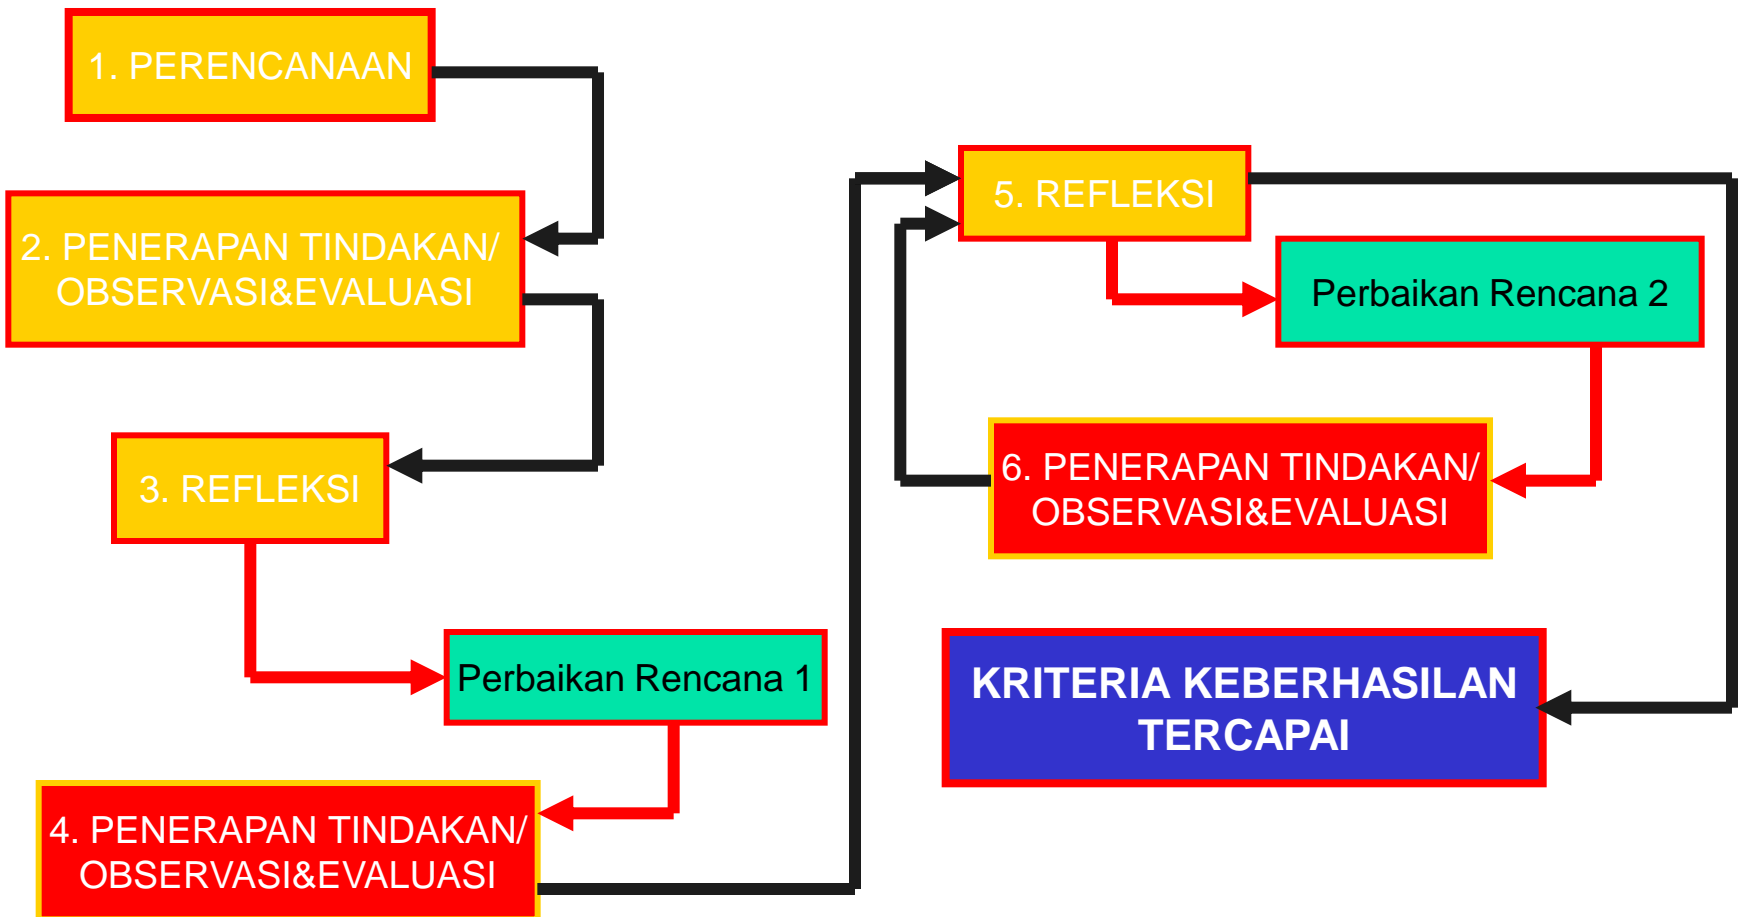 1. PERENCANAAN
2. PENERAPAN TINDAKAN/
OBSERVASI&EVALUASI
3. REFLEKSI
Perbaikan Rencana 1
4. PENERAPAN TINDAKAN/
OBSERVASI&EVALUASI
5. REFLEKSI
Perbaikan Rencana 2
6. PENERAPAN TINDAKAN/
OBSERVASI&EVALUASI
KRITERIA KEBERHASILAN
TERCAPAI